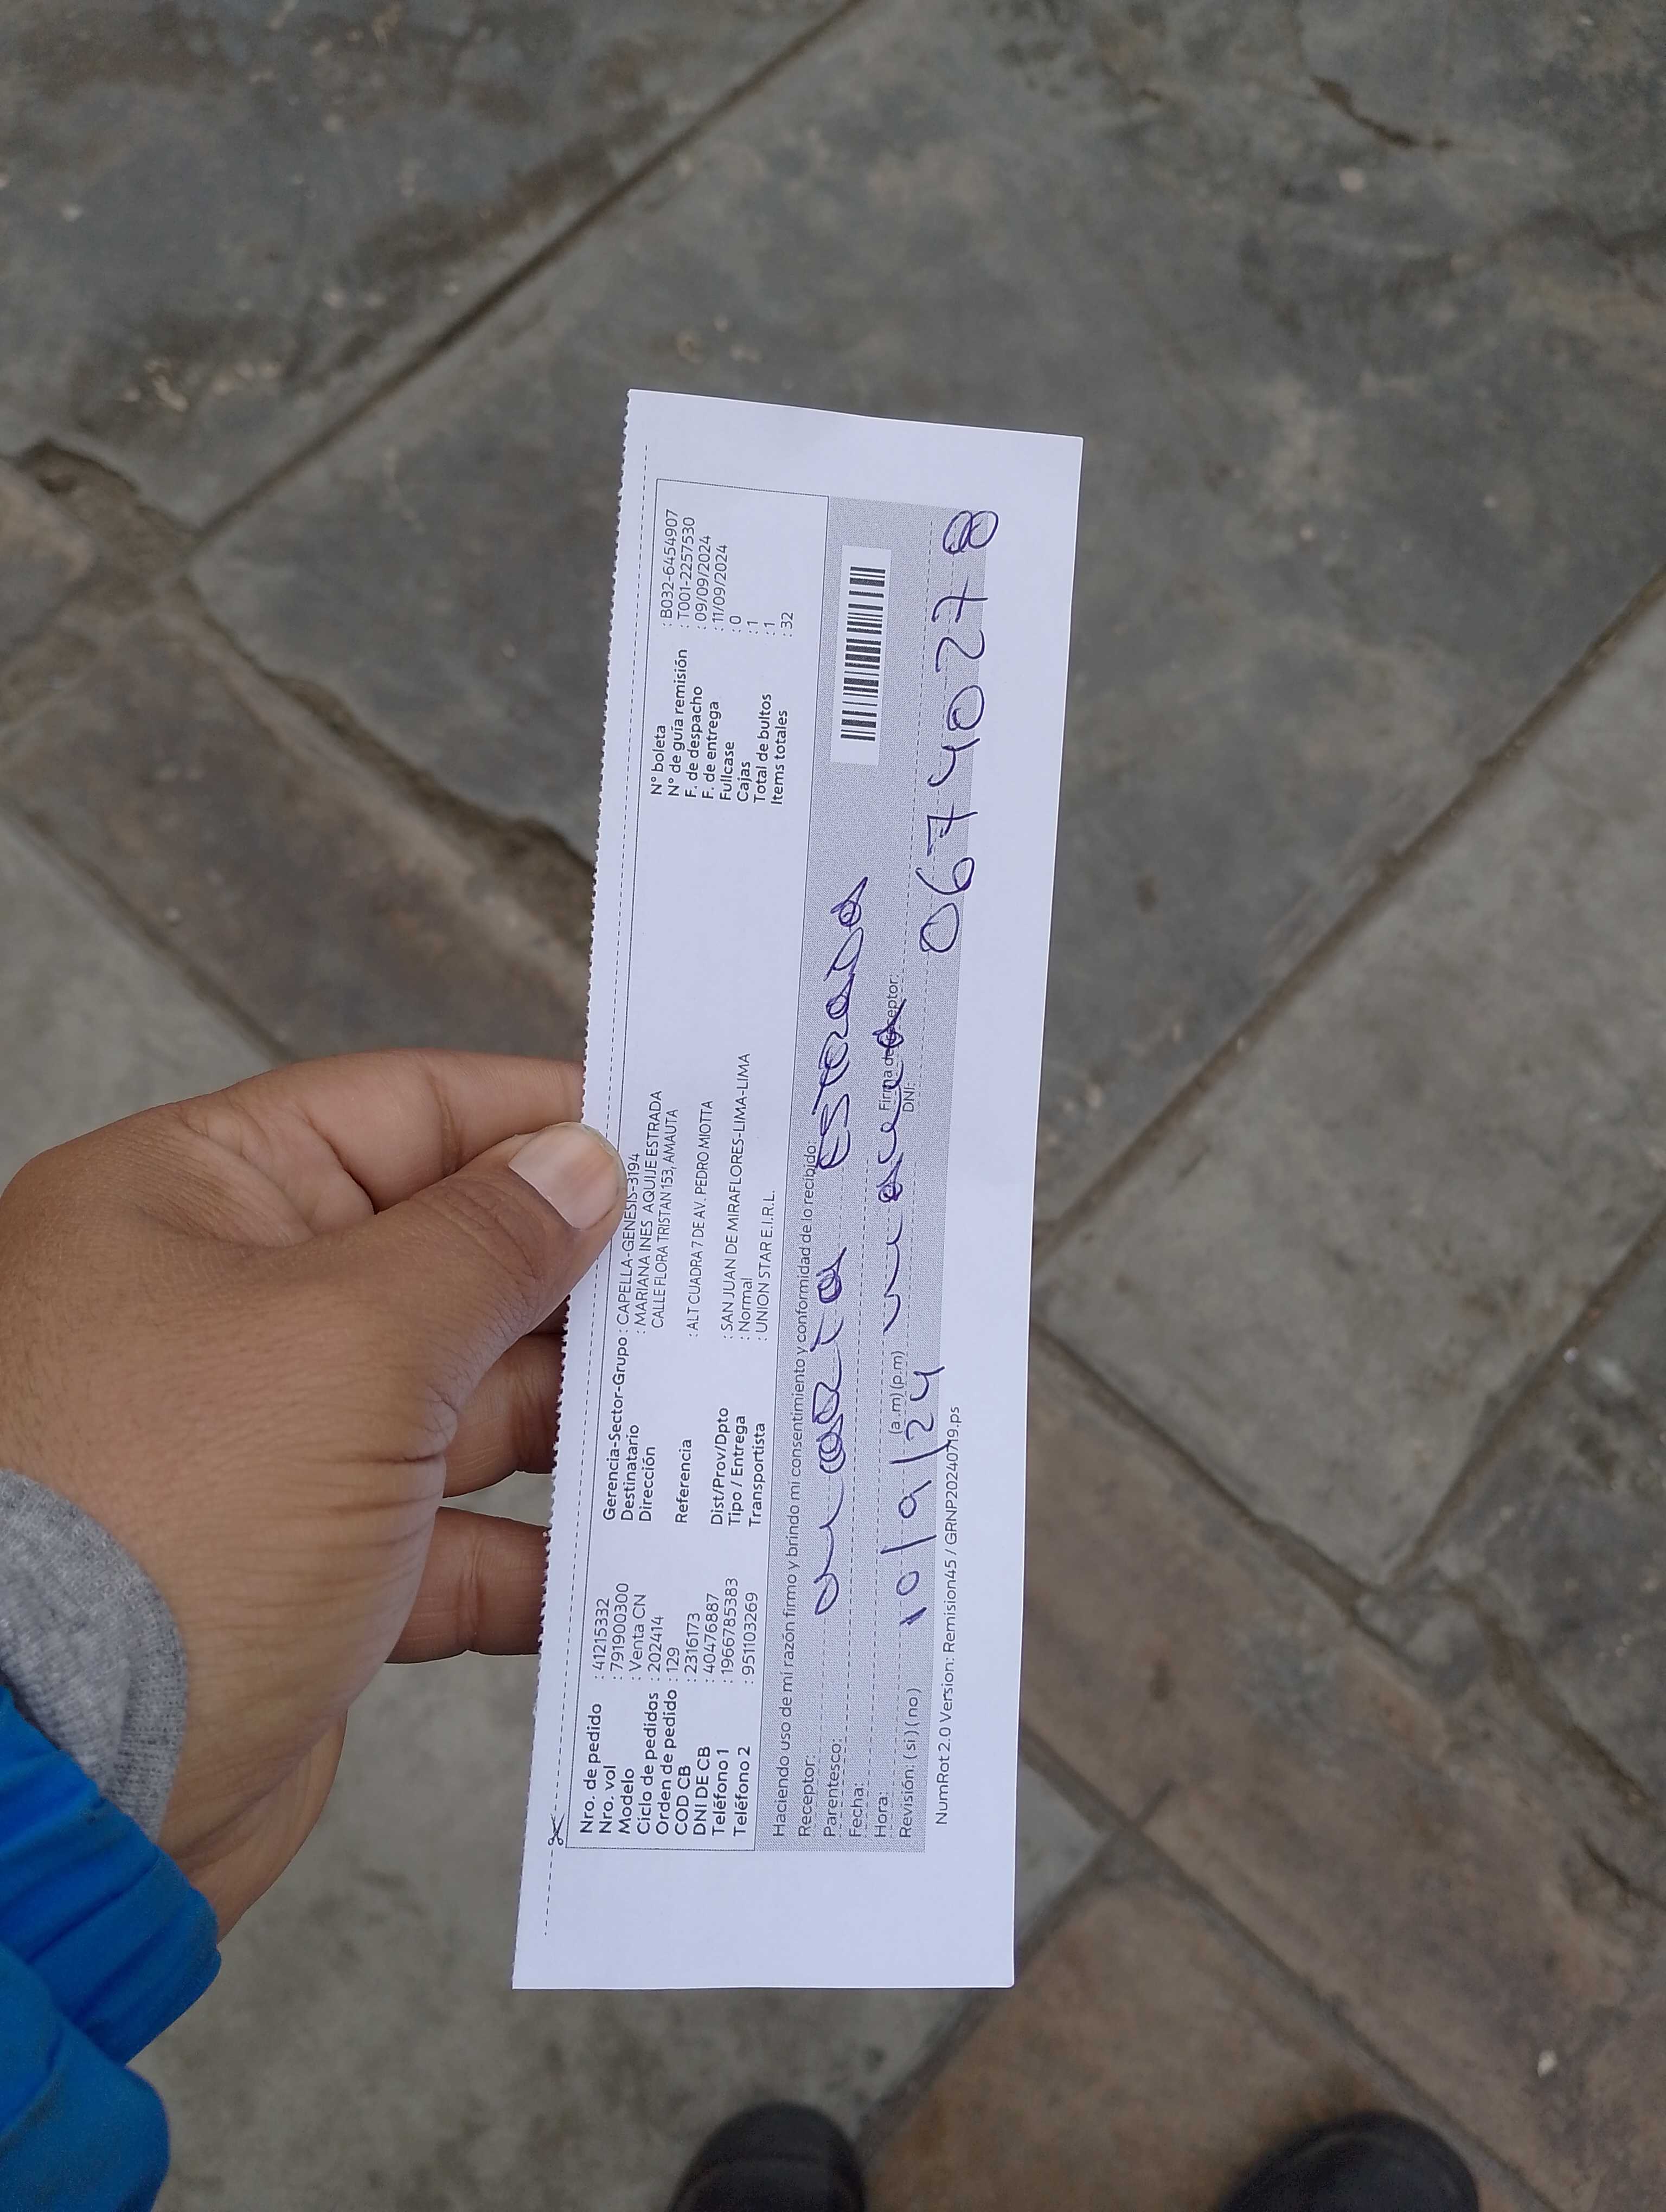 Nro. de pedido : 41215332
Nro. vol : 791900300
Modelo : Venta CN
Ciclo de pedidos : 202414
Orden de pedido : 129
COD CB : 2316173
DNI DE CB : 40476887
Teléfono 1 : 1966785383
Teléfono 2 : 951103269
Gerencia-Sector-Grupo : CAPELLA-GENESIS-3194
Destinatario : MARIANA INES AQUIJE ESTRADA
Dirección CALLE FLORA TRISTAN 153, AMAUTA
Referencia : ALT CUADRA 7 DE AV. PEDRO MIOTTA
Dist/Prov/Dpto : SAN JUAN DE MIRAFLORES-LIMA-LIMA
Tipo / Entrega : Normal
Transportista : UNION STAR E.I.R.L.
N° boleta : B032-6454907
N° de guía remisión : T001-2257530
F. de despacho : 09/09/2024
F. de entrega : 11/09/2024
Fullcase : 0
Cajas : 1
Total de bultos : 1
Items totales : 32
Haciendo uso de mi razón firmo y brindo mi consentimiento y conformidad de lo recibido:
Receptor:
Parentesco: ESTRADA
Fecha:
Hora: (a.m) (p.m)
Firma de receptor:
Revisión: (si) (no) 10/9/24
DNI: 06740278
NumRot 2.0 Version: Remision45 / GRNP20240719.ps